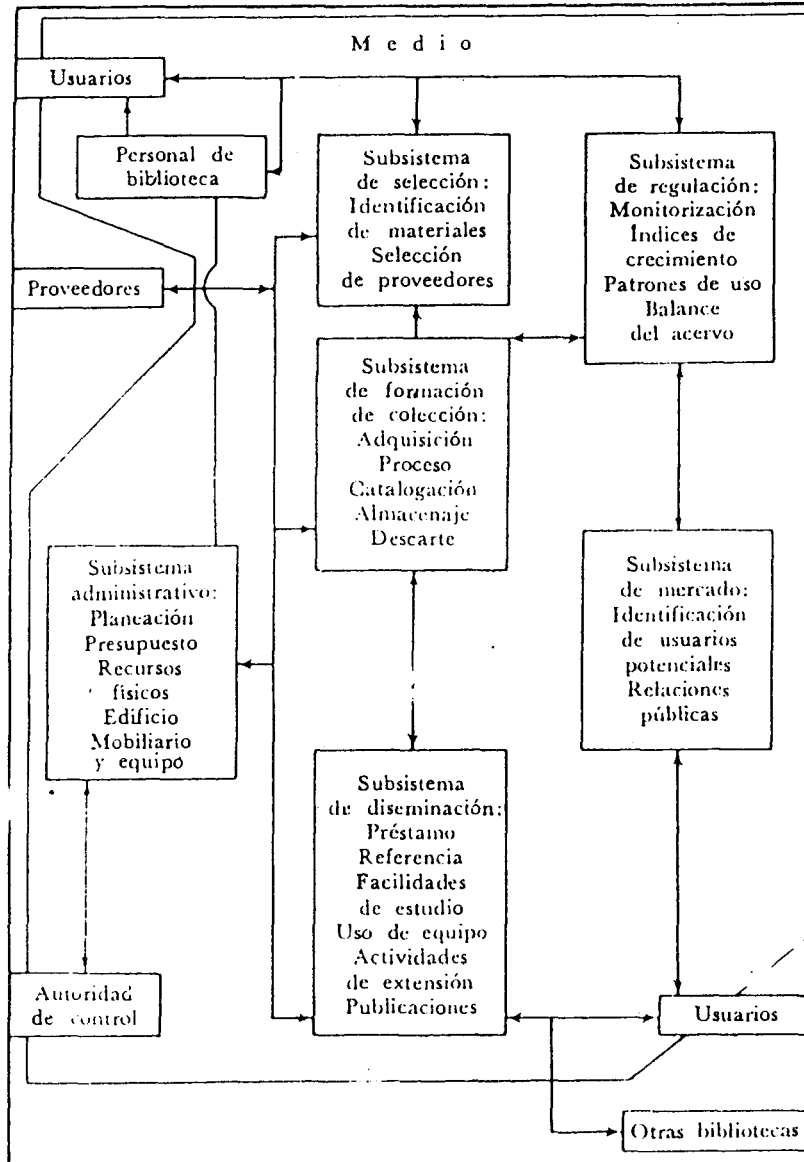 M e d i o
Usuarios
Personal de
biblioteca
Proveedores
Subsistema
de selección:
Identificación
de materiales
Selección
de proveedores
Subsistema
de regulación:
Monitorización
Índices de
crecimiento
Patrones de uso
Balance
del acervo
Subsistema
de formación
de colección:
Adquisición
Proceso
Catalogación
Almacenaje
Descarte
Subsistema
administrativo:
Planeación
Presupuesto
Recursos
físicos
Edificio
Mobiliario
y equipo
Subsistema
de mercado:
Identificación
de usuarios
potenciales
Relaciones
públicas
Subsistema
de diseminación:
Préstamo
Referencia
Facilidades
de estudio
Uso de equipo
Actividades
de extensión
Publicaciones
Autoridad
de control
Usuarios
Otras bibliotecas